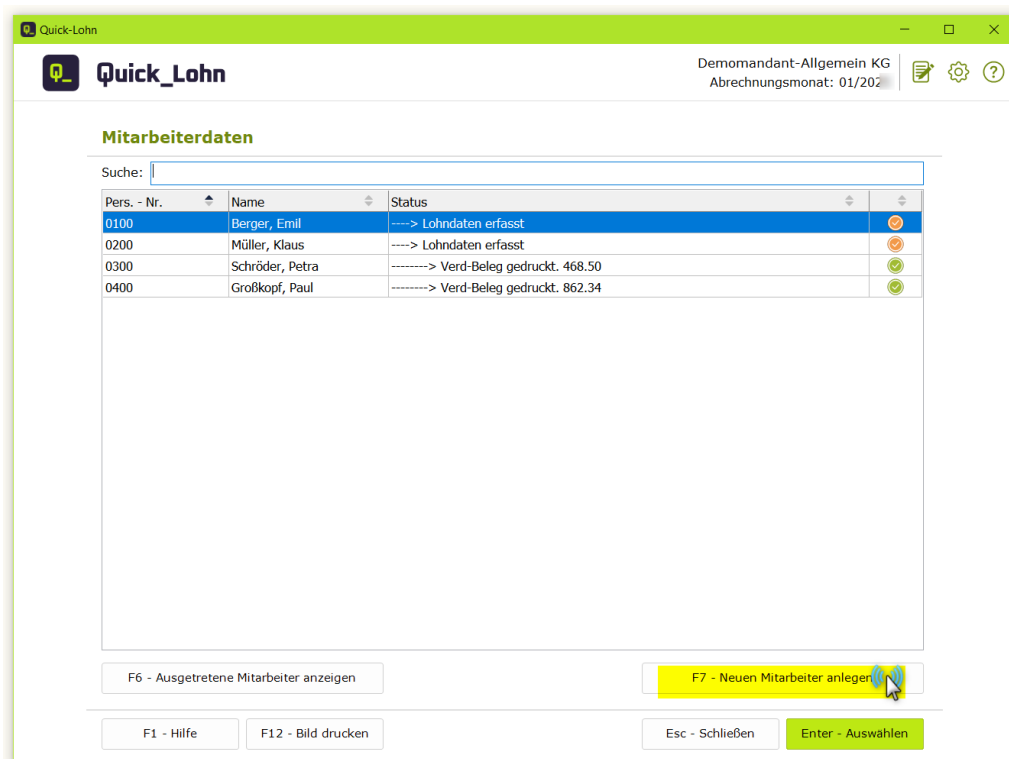 Quick-Lohn
Q_ Quick_Lohn
Demomandant-Allgemein KG
Abrechnungsmonat: 01/202
Mitarbeiterdaten
Suche:
Pers. - Nr. Name Status
0100 Berger, Emil ----> Lohndaten erfasst
0200 Müller, Klaus ----> Lohndaten erfasst
0300 Schröder, Petra --------> Verd-Beleg gedruckt. 468.50
0400 Großkopf, Paul --------> Verd-Beleg gedruckt. 862.34
F6 - Ausgetretene Mitarbeiter anzeigen F7 - Neuen Mitarbeiter anlegen
F1 - Hilfe F12 - Bild drucken Esc - Schließen Enter - Auswählen